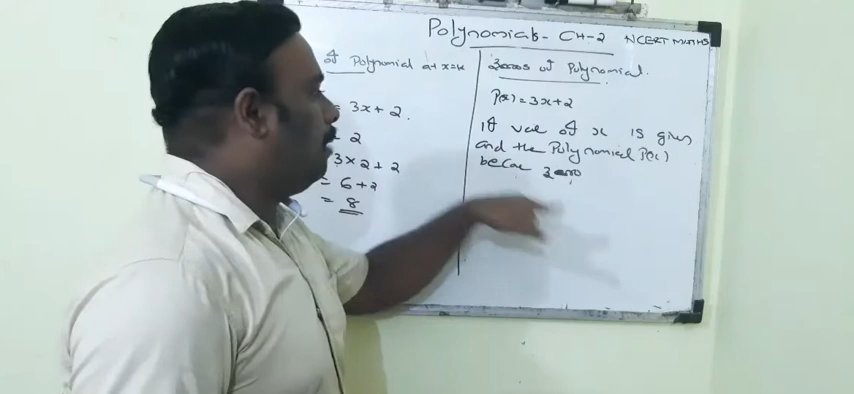 Polynomials - CH-2 NCERT MATHS
of Polynomial at x=k
= 3x + 2.
2
3×2+2
= 6+2
= 8
Zeroes of Polynomial.
P(x) = 3x+2
If value of x is given
and the Polynomial P(x)
become zero